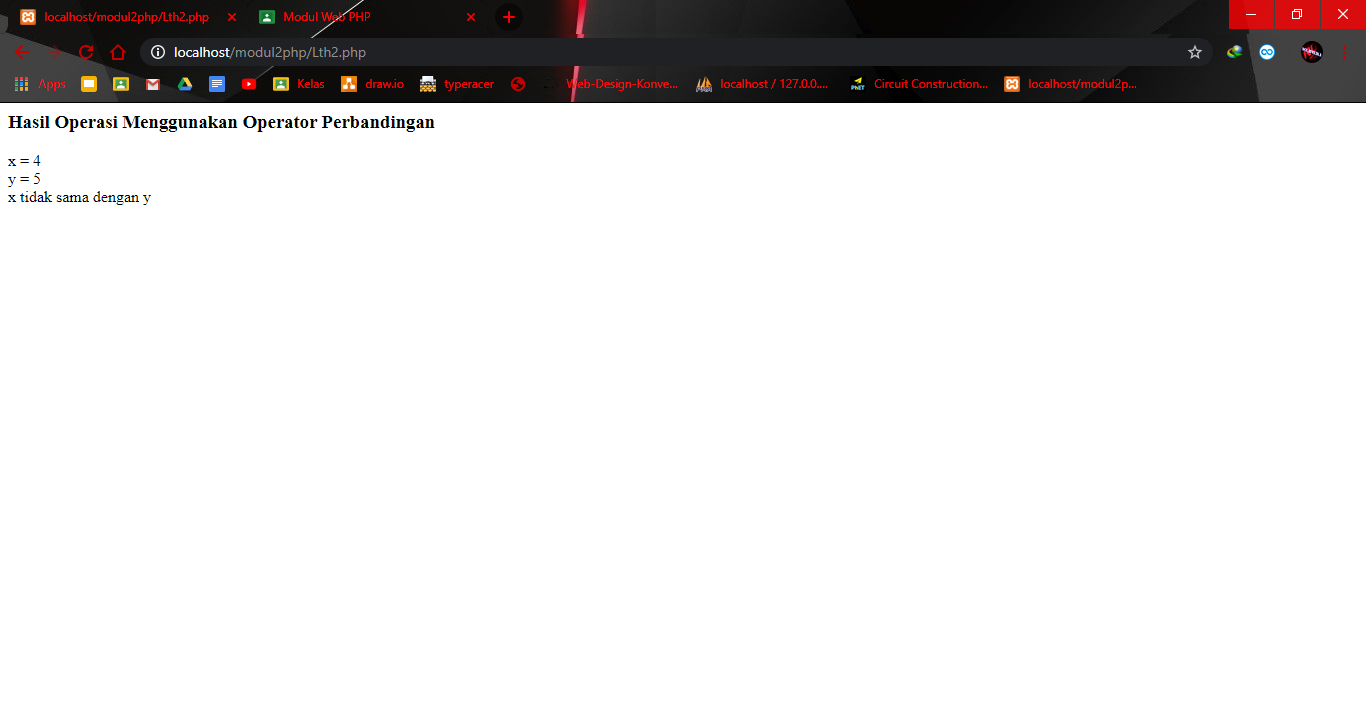 localhost/modul2php/Lth2.php
Modul Web PHP
localhost/modul2php/Lth2.php
Apps
Kelas
draw.io
typeracer
Web-Design-Konve...
localhost / 127.0.0....
Circuit Construction...
localhost/modul2p...
Hasil Operasi Menggunakan Operator Perbandingan
x = 4
y = 5
x tidak sama dengan y